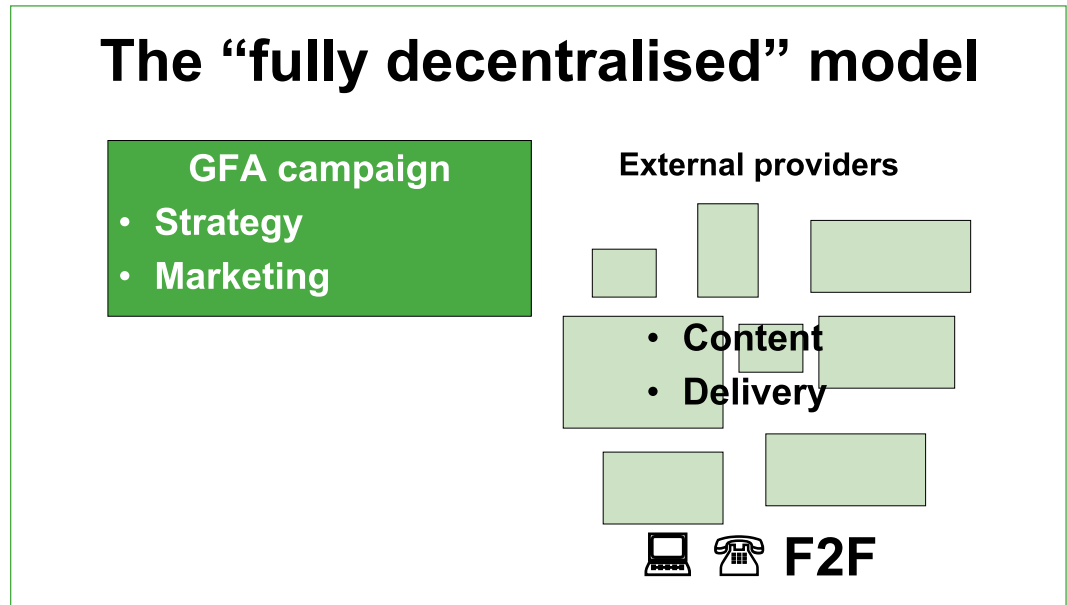 The “fully decentralised” model
GFA campaign
• Strategy
• Marketing
External providers
• Content
• Delivery
F2F